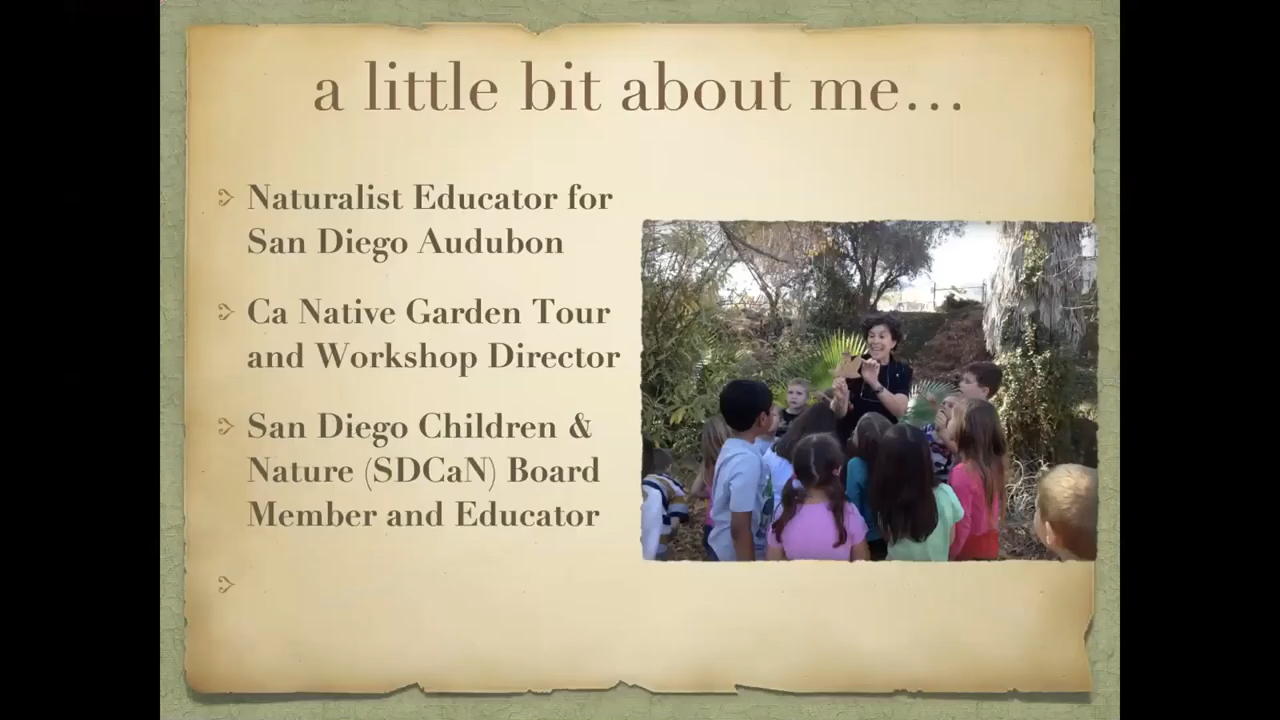 a little bit about me...
Naturalist Educator for
San Diego Audubon
Ca Native Garden Tour
and Workshop Director
San Diego Children &
Nature (SDCaN) Board
Member and Educator